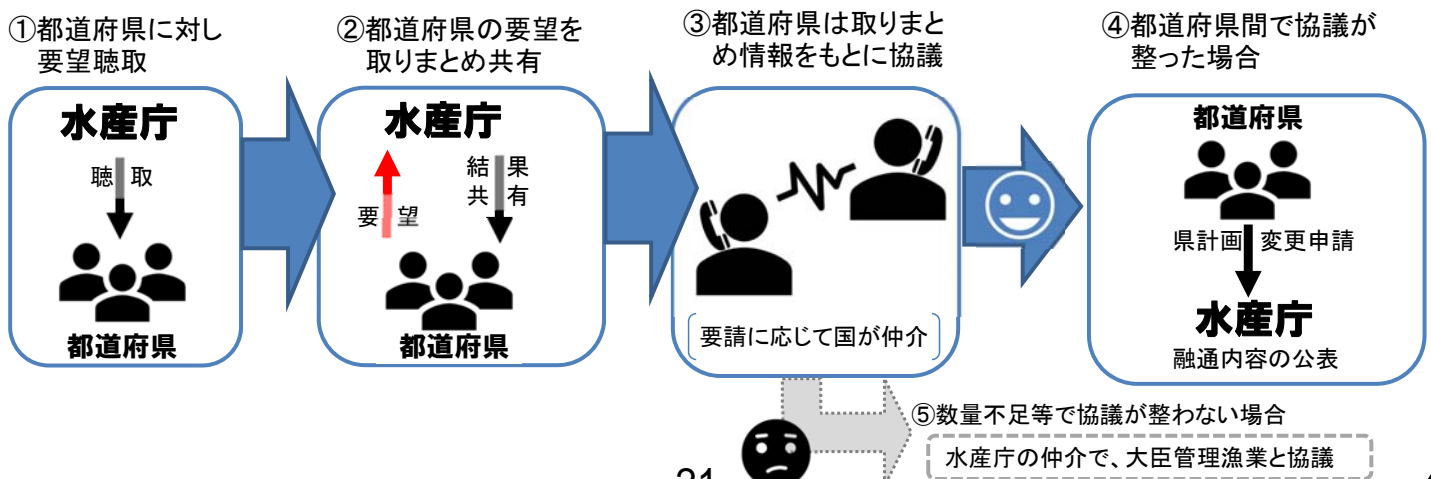 ①都道府県に対し
要望聴取
水産庁
聴取
都道府県
②都道府県の要望を
取りまとめ共有
水産庁
要望
結果
共有
都道府県
③都道府県は取りまと
め情報をもとに協議
要請に応じて国が仲介
④都道府県間で協議が
整った場合
都道府県
県計画 変更申請
水産庁
融通内容の公表
⑤数量不足等で協議が整わない場合
水産庁の仲介で、大臣管理漁業と協議